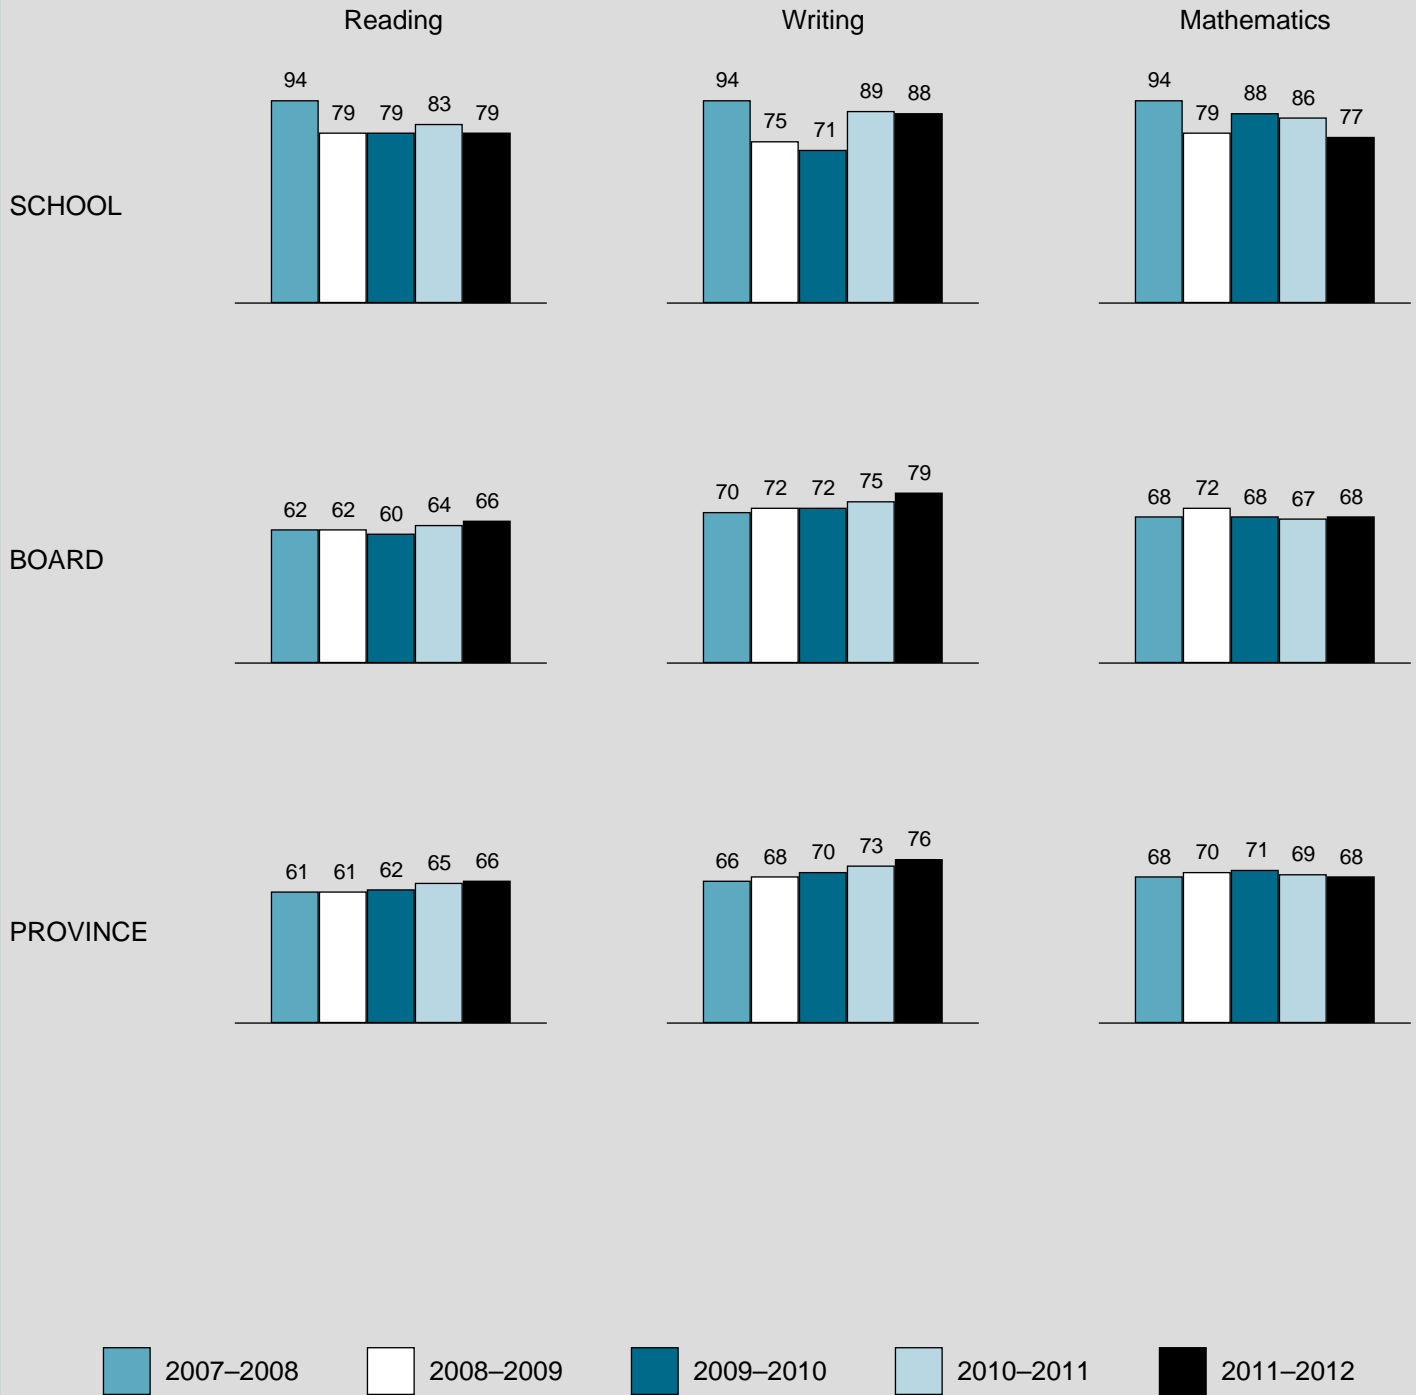 Reading Writing Mathematics
94 79 79 83 79
94 75 71 89 88
94 79 88 86 77
SCHOOL
62 62 60 64 66
70 72 72 75 79
68 72 68 67 68
BOARD
61 61 62 65 66
66 68 70 73 76
68 70 71 69 68
PROVINCE
2007–2008 2008–2009 2009–2010 2010–2011 2011–2012